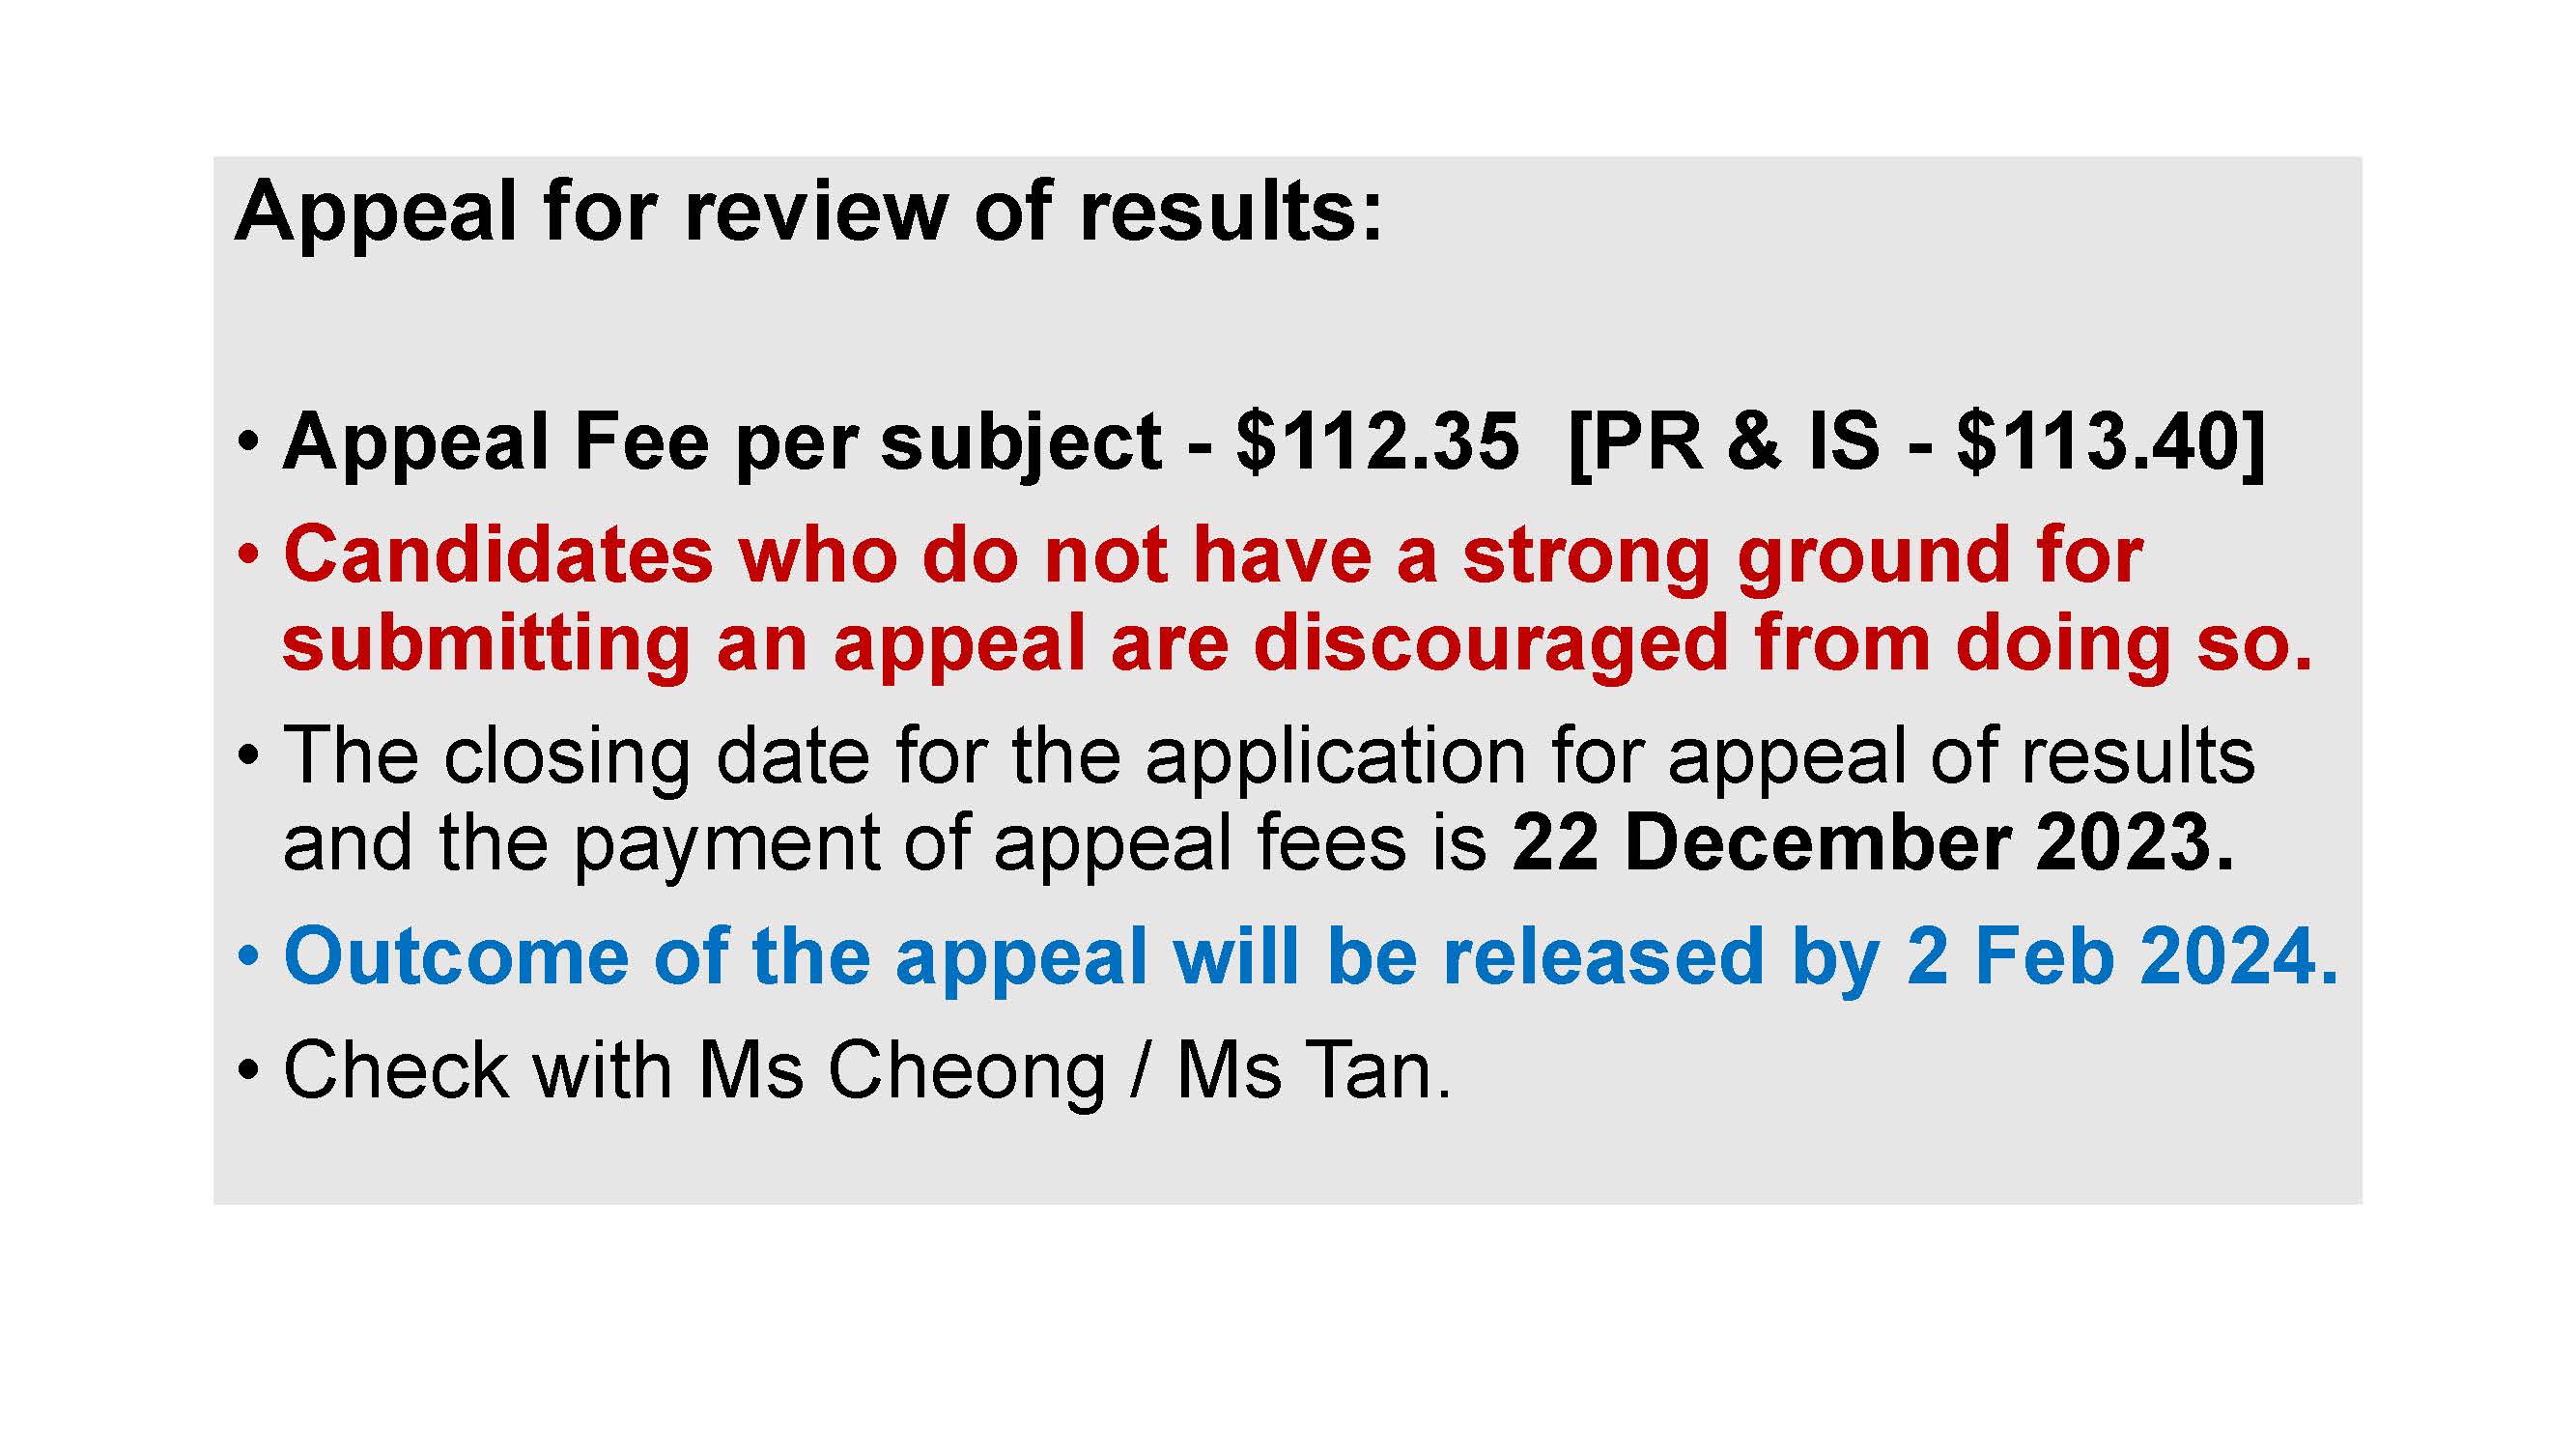 Appeal for review of results:
• Appeal Fee per subject - $112.35 [PR & IS - $113.40]
• Candidates who do not have a strong ground for
submitting an appeal are discouraged from doing so.
• The closing date for the application for appeal of results
and the payment of appeal fees is 22 December 2023.
• Outcome of the appeal will be released by 2 Feb 2024.
• Check with Ms Cheong / Ms Tan.